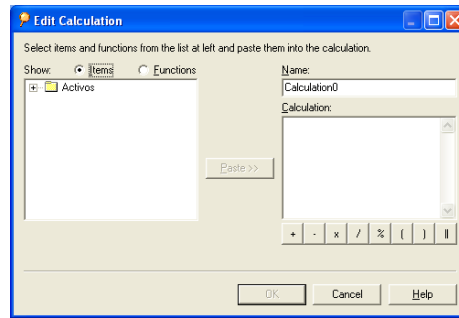 Edit Calculation
Select items and functions from the list at left and paste them into the calculation.
Show: Items Functions Name:
Activos Calculation0
Calculation:
Paste >>
+ - x / % ( ) ||
OK Cancel Help